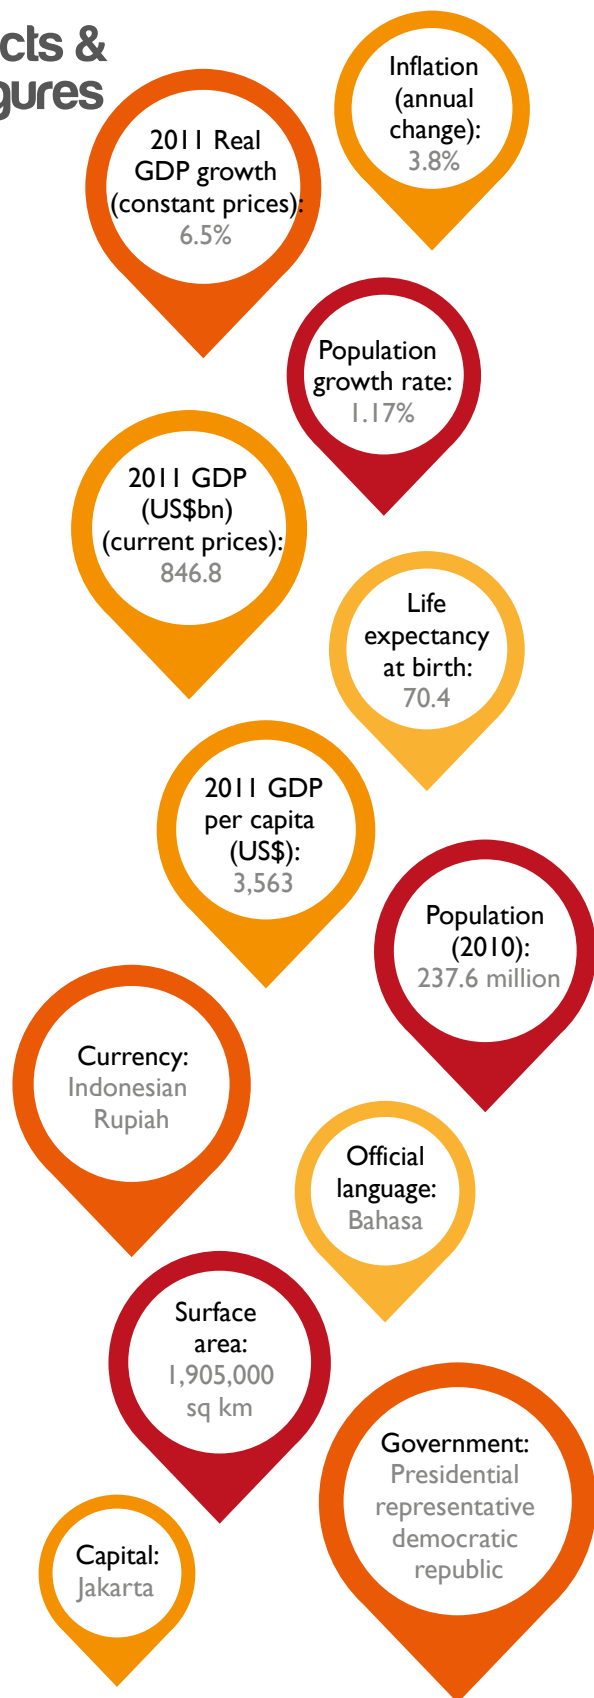 cts &
gures
Inflation
(annual
change):
3.8%
2011 Real
GDP growth
(constant prices):
6.5%
Population
growth rate:
1.17%
2011 GDP
(US$bn)
(current prices):
846.8
Life
expectancy
at birth:
70.4
2011 GDP
per capita
(US$):
3,563
Population
(2010):
237.6 million
Currency:
Indonesian
Rupiah
Official
language:
Bahasa
Surface
area:
1,905,000
sq km
Government:
Presidential
representative
democratic
republic
Capital:
Jakarta